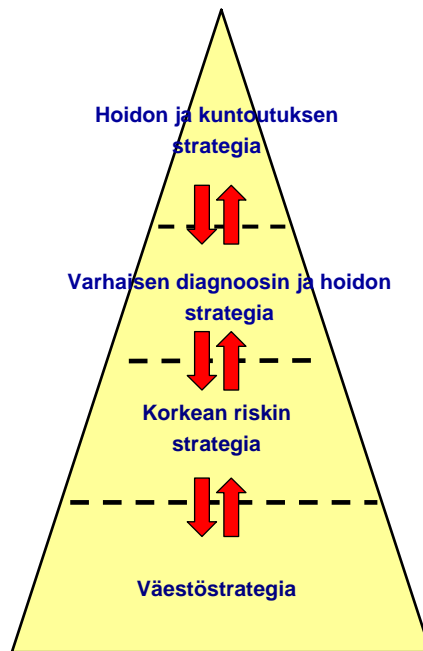 Hoidon ja kuntoutuksen
strategia
Varhaisen diagnoosin ja hoidon
strategia
Korkean riskin
strategia
Väestöstrategia